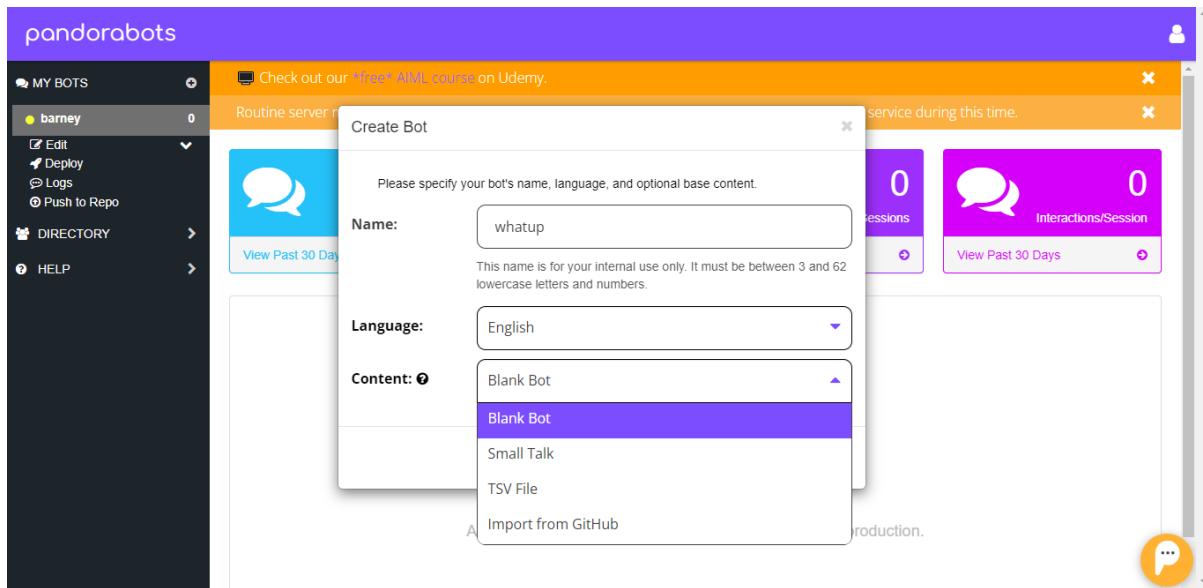 pandorabots
MY BOTS
barney 0
Edit
Deploy
Logs
Push to Repo
DIRECTORY
HELP
Check out our *free* AIML course on Udemy.
Routine server service during this time.
Create Bot
Please specify your bot's name, language, and optional base content.
Name: whatup
This name is for your internal use only. It must be between 3 and 62
lowercase letters and numbers.
Language: English
Content: Blank Bot
Blank Bot
Small Talk
TSV File
Import from GitHub
View Past 30
0
0
Interactions/Session
View Past 30 Days